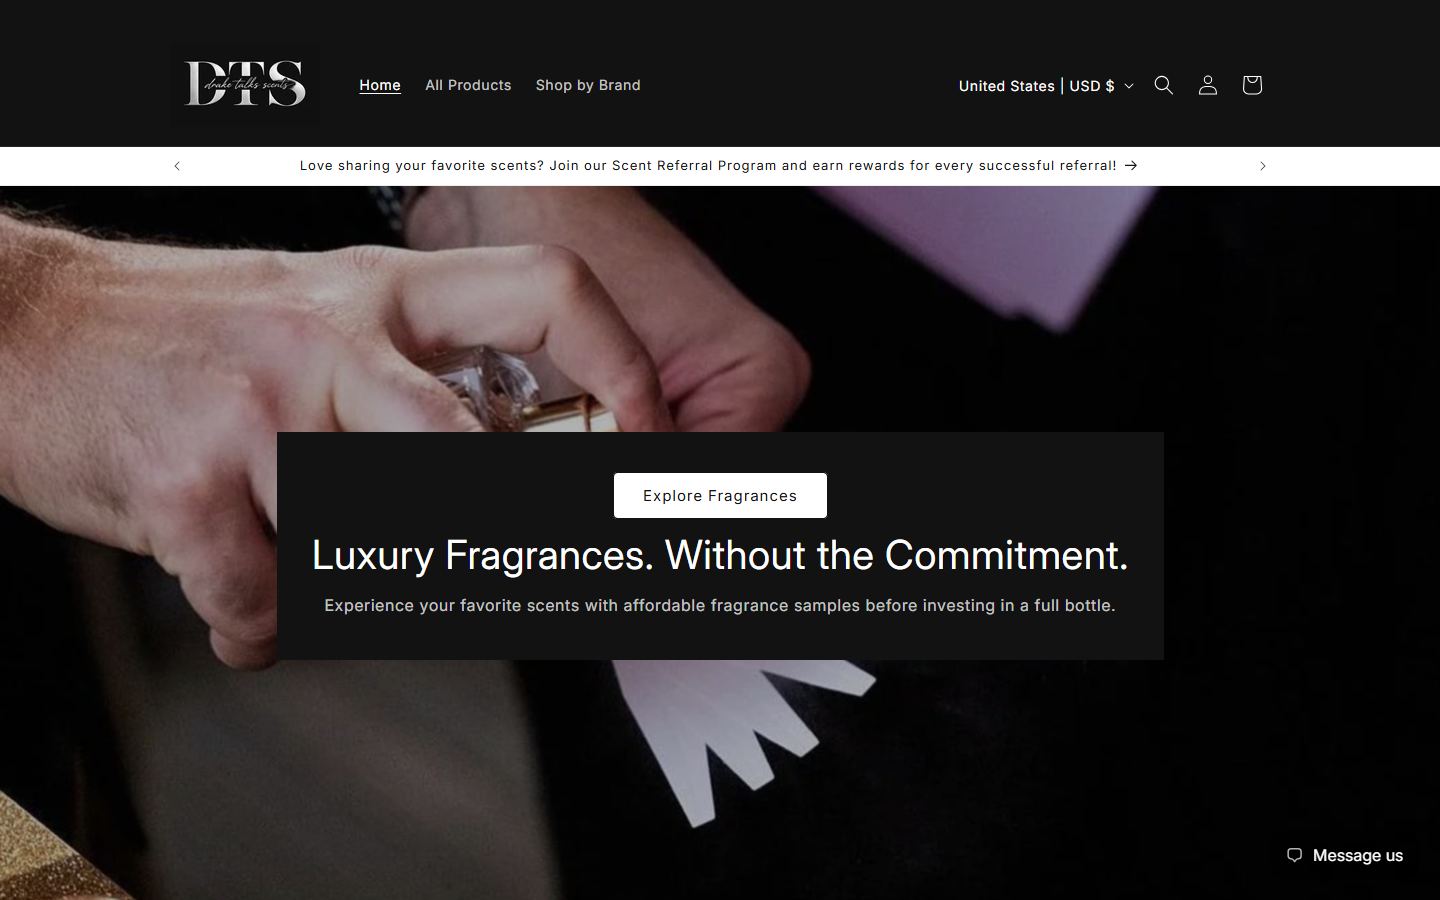 DTS
drake talks scents
Home
All Products
Shop by Brand
United States | USD $
Love sharing your favorite scents? Join our Scent Referral Program and earn rewards for every successful referral! →
Explore Fragrances
Luxury Fragrances. Without the Commitment.
Experience your favorite scents with affordable fragrance samples before investing in a full bottle.
Message us